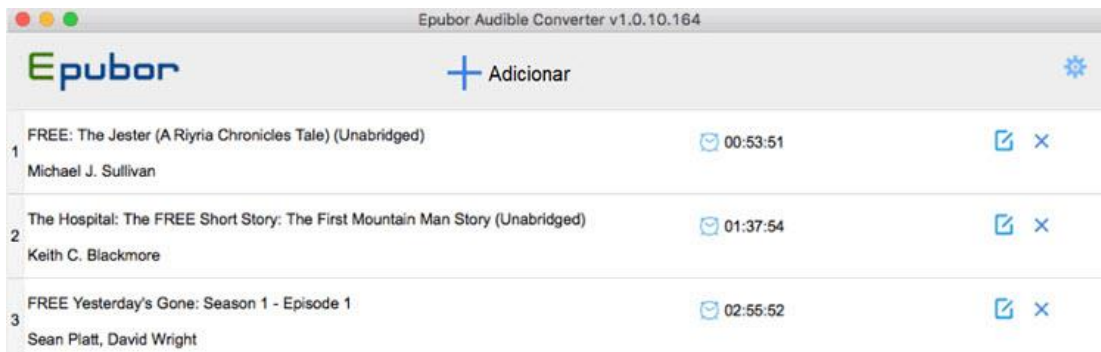 Epubor Audible Converter v1.0.10.164
Epubor
Adicionar
1
FREE: The Jester (A Riyria Chronicles Tale) (Unabridged)
Michael J. Sullivan
00:53:51
2
The Hospital: The FREE Short Story: The First Mountain Man Story (Unabridged)
Keith C. Blackmore
01:37:54
3
FREE Yesterday's Gone: Season 1 - Episode 1
Sean Platt, David Wright
02:55:52